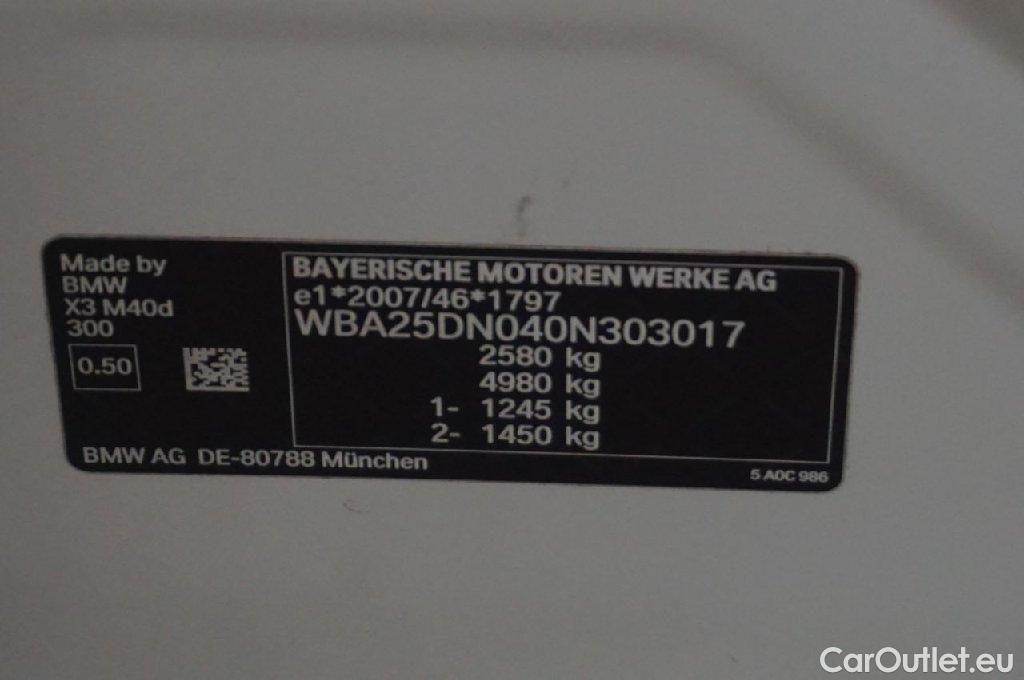 Made by
BMW
X3 M40d
300
0.50
BAYERISCHE MOTOREN WERKE AG
e1*2007/46*1797
WBA25DN040N303017
2580 kg
4980 kg
1- 1245 kg
2- 1450 kg
BMW AG DE-80788 München
5 A0C 986
CarOutlet.eu